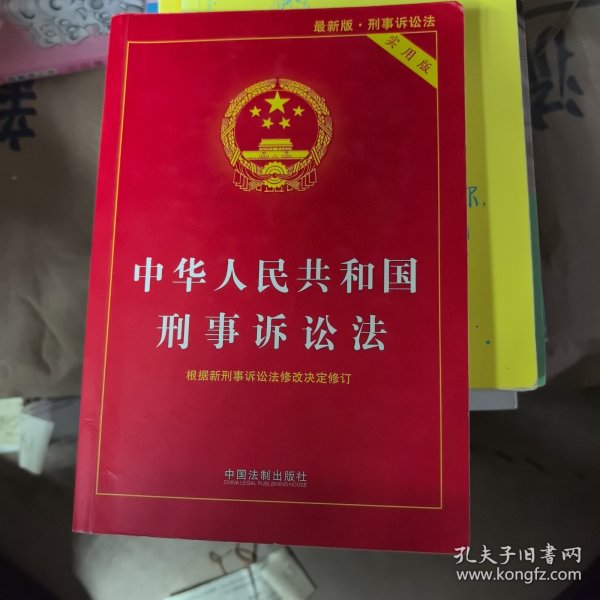 最新版·刑事诉讼法
实用版
中华人民共和国
刑事诉讼法
根据新刑事诉讼法修改决定修订
中国法制出版社
CHINA LEGAL PUBLISHING HOUSE
孔夫子旧书网
www.kongfz.com